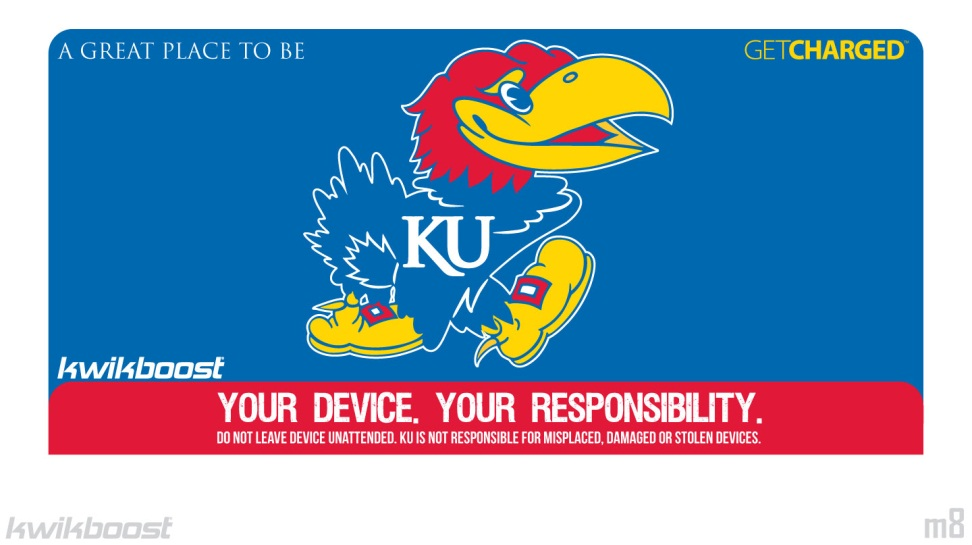 A GREAT PLACE TO BE
GETCHARGED™
KU
kwikboost
YOUR DEVICE. YOUR RESPONSIBILITY.
DO NOT LEAVE DEVICE UNATTENDED. KU IS NOT RESPONSIBLE FOR MISPLACED, DAMAGED OR STOLEN DEVICES.
kwikboost
m8